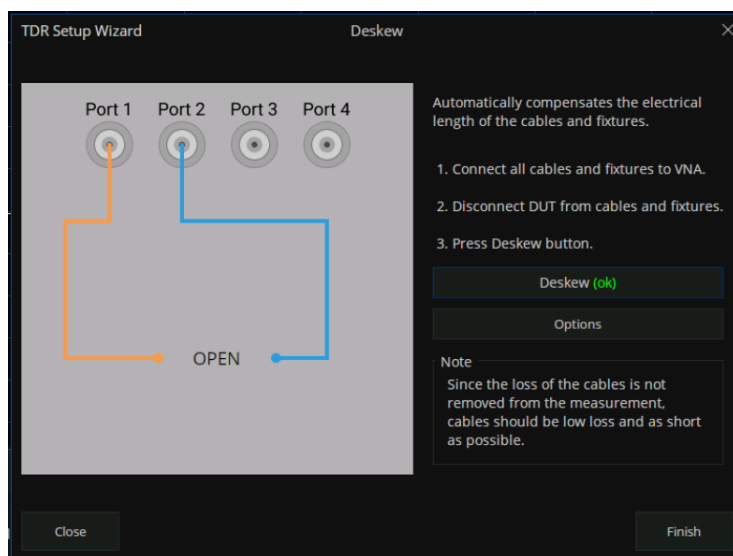 TDR Setup Wizard
Deskew
Port 1
Port 2
Port 3
Port 4
OPEN
Automatically compensates the electrical
length of the cables and fixtures.
1. Connect all cables and fixtures to VNA.
2. Disconnect DUT from cables and fixtures.
3. Press Deskew button.
Deskew (ok)
Options
Note
Since the loss of the cables is not
removed from the measurement,
cables should be low loss and as short
as possible.
Close
Finish